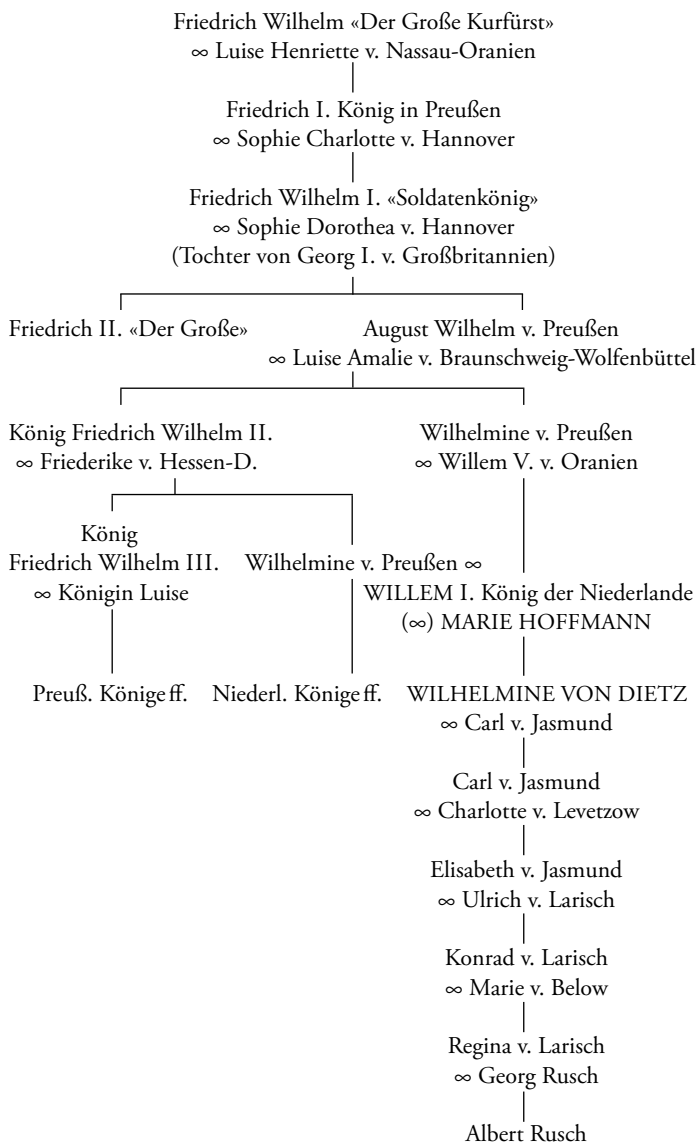 Friedrich Wilhelm «Der Große Kurfürst»
∞ Luise Henriette v. Nassau-Oranien
Friedrich I. König in Preußen
∞ Sophie Charlotte v. Hannover
Friedrich Wilhelm I. «Soldatenkönig»
∞ Sophie Dorothea v. Hannover
(Tochter von Georg I. v. Großbritannien)
Friedrich II. «Der Große»
August Wilhelm v. Preußen
∞ Luise Amalie v. Braunschweig-Wolfenbüttel
König Friedrich Wilhelm II.
∞ Friederike v. Hessen-D.
Wilhelmine v. Preußen
∞ Willem V. v. Oranien
König
Friedrich Wilhelm III.
∞ Königin Luise
Wilhelmine v. Preußen ∞
WILLEM I. König der Niederlande
(∞) MARIE HOFFMANN
Preuß. Könige ff.
Niederl. Könige ff.
WILHELMINE VON DIETZ
∞ Carl v. Jasmund
Carl v. Jasmund
∞ Charlotte v. Levetzow
Elisabeth v. Jasmund
∞ Ulrich v. Larisch
Konrad v. Larisch
∞ Marie v. Below
Regina v. Larisch
∞ Georg Rusch
Albert Rusch